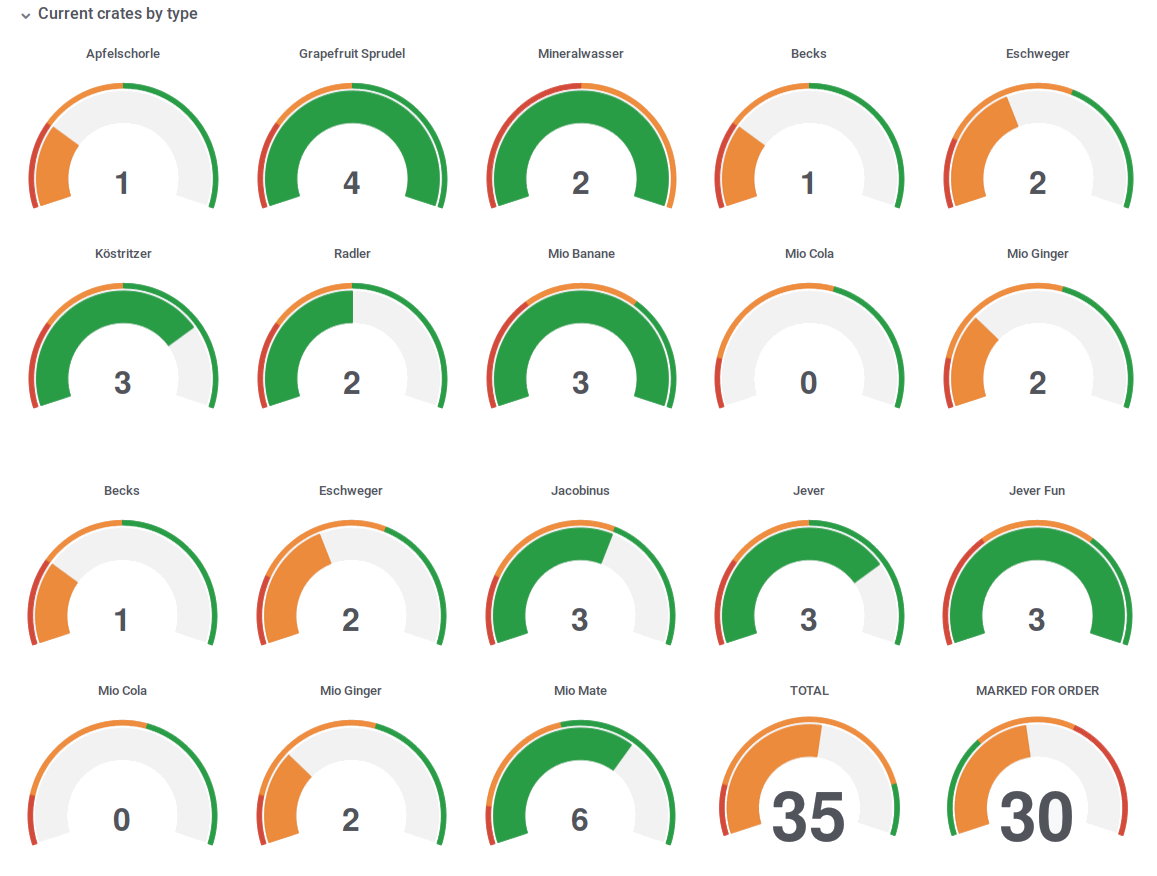 Current crates by type
Apfelschorle Grapefruit Sprudel Mineralwasser Becks Eschweger
1 4 2 1 2
Köstritzer Radler Mio Banane Mio Cola Mio Ginger
3 2 3 0 2
Becks Eschweger Jacobinus Jever Jever Fun
1 2 3 3 3
Mio Cola Mio Ginger Mio Mate TOTAL MARKED FOR ORDER
0 2 6 35 30